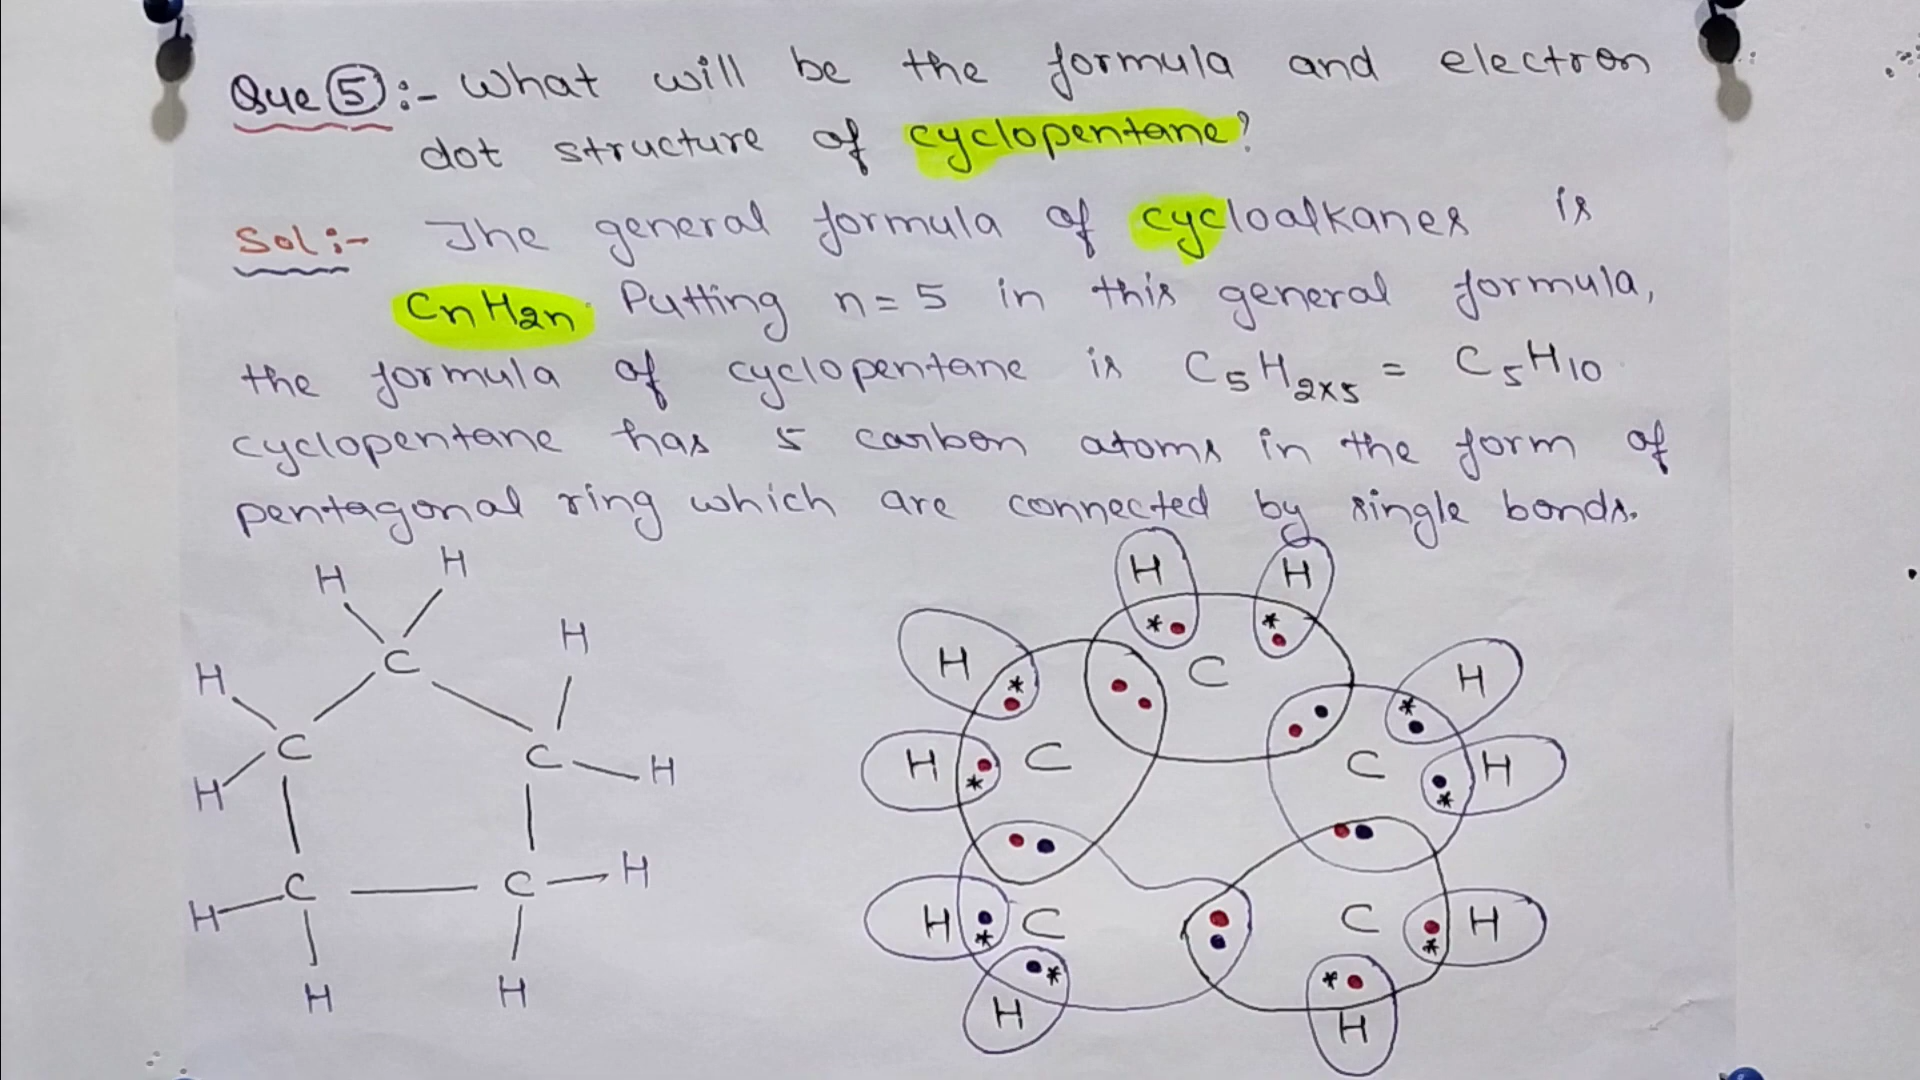 Que 5 :- What will be the formula and electron
dot structure of cyclopentane?
Sol :- The general formula of cycloalkanes is
CnH2n. Putting n = 5 in this general formula,
the formula of cyclopentane is C5H2x5 = C5H10
cyclopentane has 5 carbon atoms in the form of
pentagonal ring which are connected by single bonds.
H H
C
H
H
C
H
C
H
H
C
C
H
H
H
H H
C
H
H
C
H
H
C
H
H
C
H
C
H
H
H